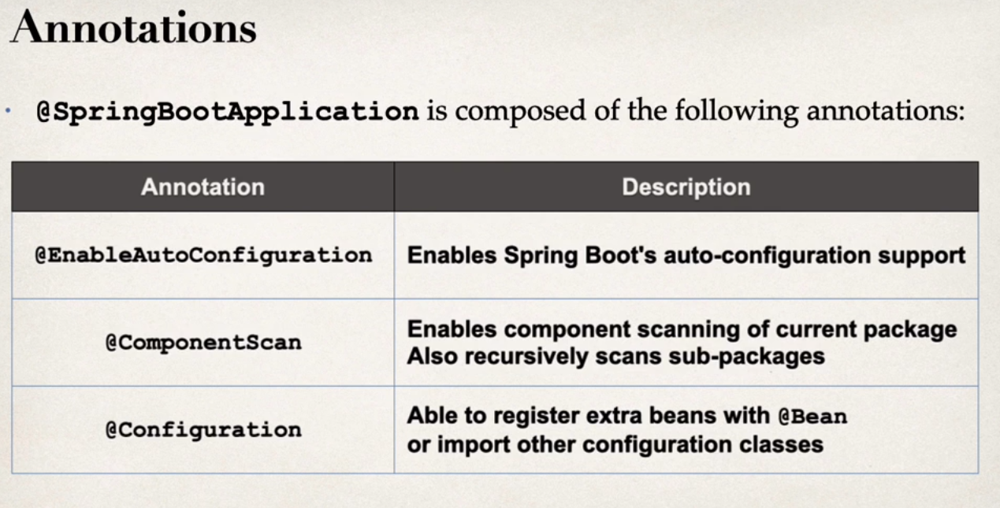 Annotations
• @SpringBootApplication is composed of the following annotations:
Annotation Description
@EnableAutoConfiguration Enables Spring Boot's auto-configuration support
@ComponentScan Enables component scanning of current package
Also recursively scans sub-packages
@Configuration Able to register extra beans with @Bean
or import other configuration classes